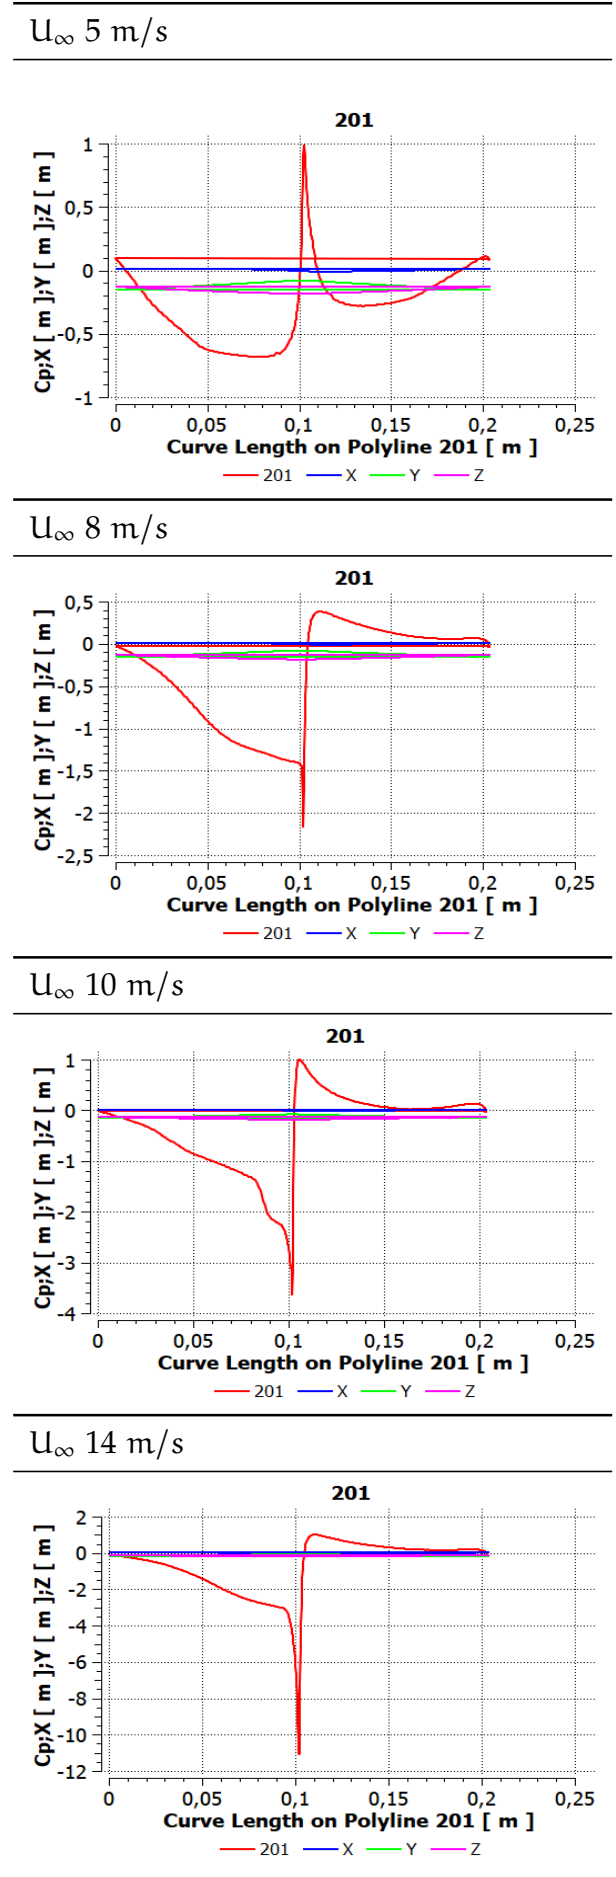 U∞ 5 m/s
201
Cp;X [ m ];Y [ m ];Z [ m ]
1
0,5
0
-0,5
-1
0 0,05 0,1 0,15 0,2 0,25
Curve Length on Polyline 201 [ m ]
201 X Y Z
U∞ 8 m/s
201
Cp;X [ m ];Y [ m ];Z [ m ]
0,5
0
-0,5
-1
-1,5
-2
-2,5
0 0,05 0,1 0,15 0,2 0,25
Curve Length on Polyline 201 [ m ]
201 X Y Z
U∞ 10 m/s
201
Cp;X [ m ];Y [ m ];Z [ m ]
1
0
-1
-2
-3
-4
0 0,05 0,1 0,15 0,2 0,25
Curve Length on Polyline 201 [ m ]
201 X Y Z
U∞ 14 m/s
201
Cp;X [ m ];Y [ m ];Z [ m ]
2
0
-2
-4
-6
-8
-10
-12
0 0,05 0,1 0,15 0,2 0,25
Curve Length on Polyline 201 [ m ]
201 X Y Z